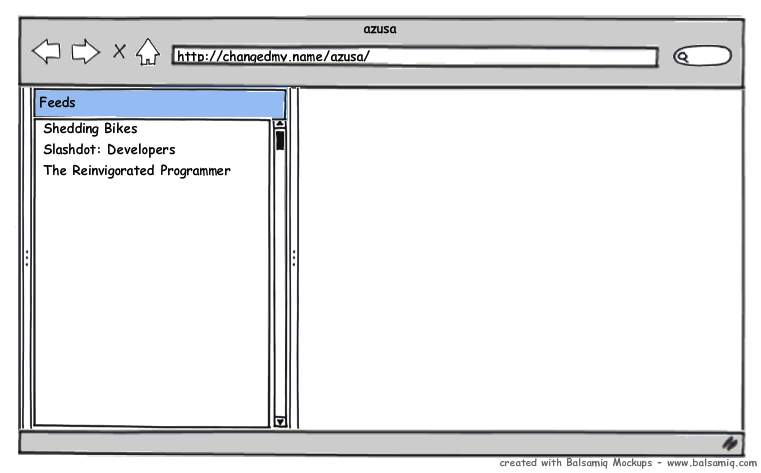 azusa
http://changedmy.name/azusa/
Feeds
Shedding Bikes
Slashdot: Developers
The Reinvigorated Programmer
created with Balsamiq Mockups - www.balsamiq.com